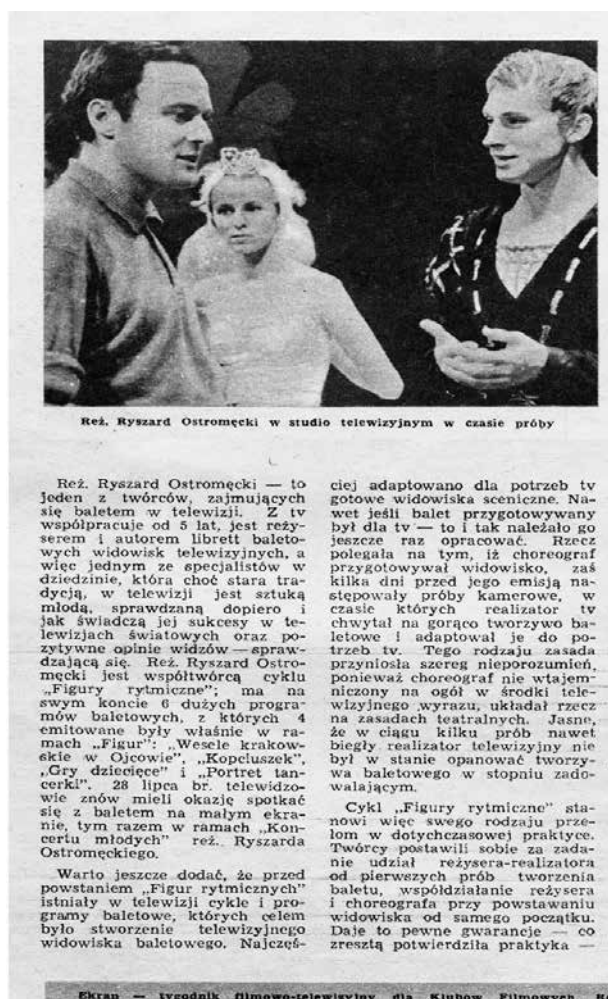 Reż. Ryszard Ostromęcki w studio telewizyjnym w czasie próby
Reż. Ryszard Ostromęcki — to
jeden z twórców, zajmujących
się baletem w telewizji. Z tv
współpracuje od 5 lat, jest reży-
serem i autorem librett baleto-
wych widowisk telewizyjnych, a
więc jednym ze specjalistów w
dziedzinie, która choć stara tra-
dycją, w telewizji jest sztuką
młodą, sprawdzaną dopiero i
jak świadczą jej sukcesy w te-
lewizjach światowych oraz po-
zytywne opinie widzów — spraw-
dzającą się. Reż. Ryszard Ostro-
męcki jest współtwórcą cyklu
„Figury rytmiczne”; ma na
swym koncie 6 dużych progra-
mów baletowych, z których 4
emitowane były właśnie w ra-
mach „Figur”: „Wesele krakow-
skie w Ojcowie”, „Kopciuszek”,
„Gry dziecięce” i „Portret tan-
cerki”. 28 lipca br. telewidzo-
wie znów mieli okazję spotkać
się z baletem na małym ekra-
nie, tym razem w ramach „Kon-
certu młodych” reż. Ryszarda
Ostromęckiego.
Warto jeszcze dodać, że przed
powstaniem „Figur rytmicznych”
istniały w telewizji cykle i pro-
gramy baletowe, których celem
było stworzenie telewizyjnego
widowiska baletowego. Najczęś-
ciej adaptowano dla potrzeb tv
gotowe widowiska sceniczne. Na-
wet jeśli balet przygotowywany
był dla tv — to i tak należało go
jeszcze raz opracować. Rzecz
polegała na tym, iż choreograf
przygotowywał widowisko, zaś
kilka dni przed jego emisją na-
stępowały próby kamerowe, w
czasie których realizator tv
chwytał na gorąco tworzywo ba-
letowe i adaptował je do po-
trzeb tv. Tego rodzaju zasada
przyniosła szereg nieporozumień,
ponieważ choreograf nie wtajem-
niczony na ogół w środki tele-
wizyjnego wyrazu, układał rzecz
na zasadach teatralnych. Jasne,
że w ciągu kilku prób nawet
biegły realizator telewizyjny nie
był w stanie opanować tworzy-
wa baletowego w stopniu zado-
walającym.
Cykl „Figury rytmiczne” sta-
nowi więc swego rodzaju prze-
łom w dotychczasowej praktyce.
Twórcy postawili sobie za zada-
nie udział reżysera-realizatora
od pierwszych prób tworzenia
baletu, współdziałanie reżysera
i choreografa przy powstawaniu
widowiska od samego początku.
Daje to pewne gwarancje — co
zresztą potwierdziła praktyka —
Ekran — tygodnik filmowo-telewizyjny dla Klubów Filmowych